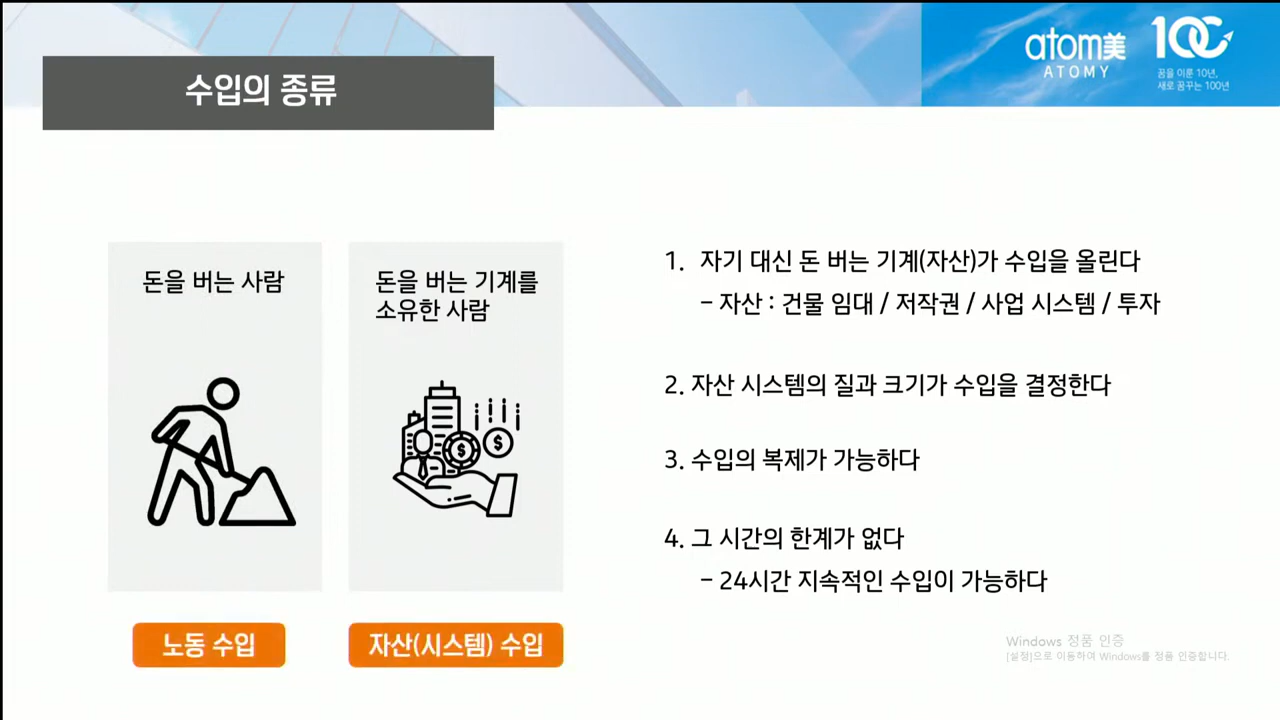 수입의 종류
atom美
ATOMY
100
꿈을 이룬 10년,
새로 꿈꾸는 100년
돈을 버는 사람
돈을 버는 기계를
소유한 사람
노동 수입
자산(시스템) 수입
1. 자기 대신 돈 버는 기계(자산)가 수입을 올린다
- 자산 : 건물 임대 / 저작권 / 사업 시스템 / 투자
2. 자산 시스템의 질과 크기가 수입을 결정한다
3. 수입의 복제가 가능하다
4. 그 시간의 한계가 없다
- 24시간 지속적인 수입이 가능하다
Windows 정품 인증
[설정]으로 이동하여 Windows를 정품 인증합니다.